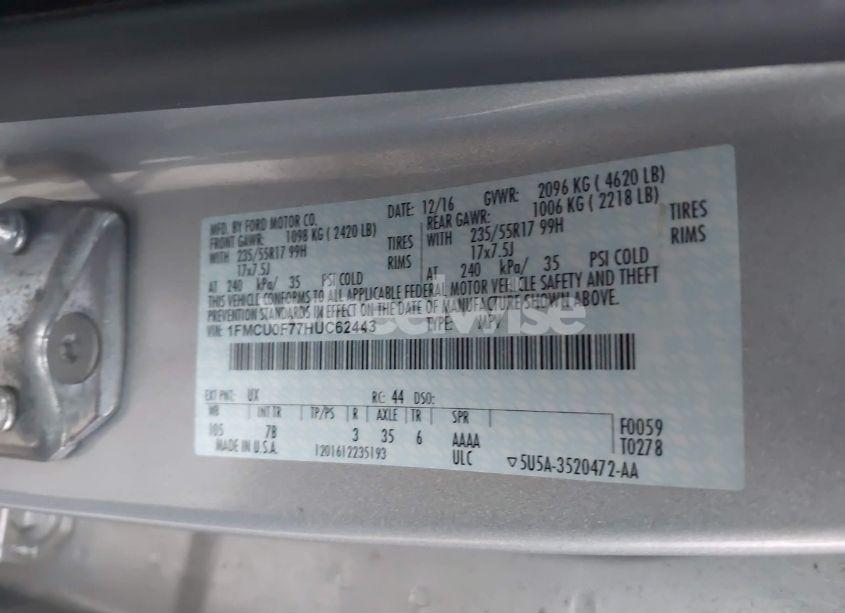 MFD. BY FORD MOTOR CO.
DATE: 12/16 GVWR: 2096 KG ( 4620 LB)
FRONT GAWR: 1098 KG ( 2420 LB)
REAR GAWR: 1006 KG ( 2218 LB)
WITH 235/55R17 99H TIRES
WITH 235/55R17 99H TIRES
17x7.5J RIMS
17x7.5J RIMS
AT 240 kPa/ 35 PSI COLD
AT 240 kPa/ 35 PSI COLD
THIS VEHICLE CONFORMS TO ALL APPLICABLE FEDERAL MOTOR VEHICLE SAFETY AND THEFT
PREVENTION STANDARDS IN EFFECT ON THE DATE OF MANUFACTURE SHOWN ABOVE.
VIN: 1FMCU0F77HUC62443 TYPE: MPV
EXT PNT: UX RC: 44 DSO:
WB INT TR TP/PS R AXLE TR SPR
105 7B 3 35 6 AAAA F0059
MADE IN U.S.A. 1201612235193 ULC T0278
5U5A-3520472-AA